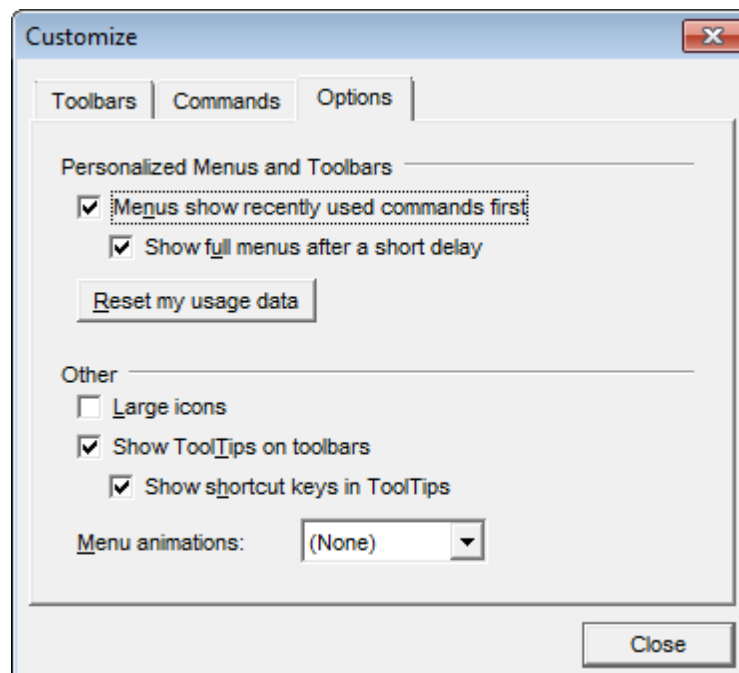 Customize
Toolbars Commands Options
Personalized Menus and Toolbars
Menus show recently used commands first
Show full menus after a short delay
Reset my usage data
Other
Large icons
Show ToolTips on toolbars
Show shortcut keys in ToolTips
Menu animations: (None)
Close